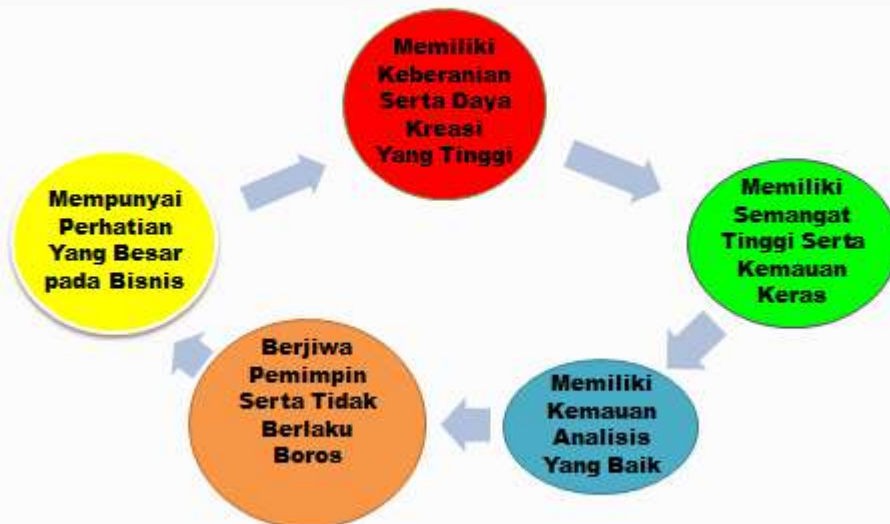 Memiliki
Keberanian
Serta Daya
Kreasi
Yang Tinggi
Memiliki
Semangat
Tinggi Serta
Kemauan
Keras
Memiliki
Kemauan
Analisis
Yang Baik
Berjiwa
Pemimpin
Serta Tidak
Berlaku
Boros
Mempunyai
Perhatian
Yang Besar
pada Bisnis